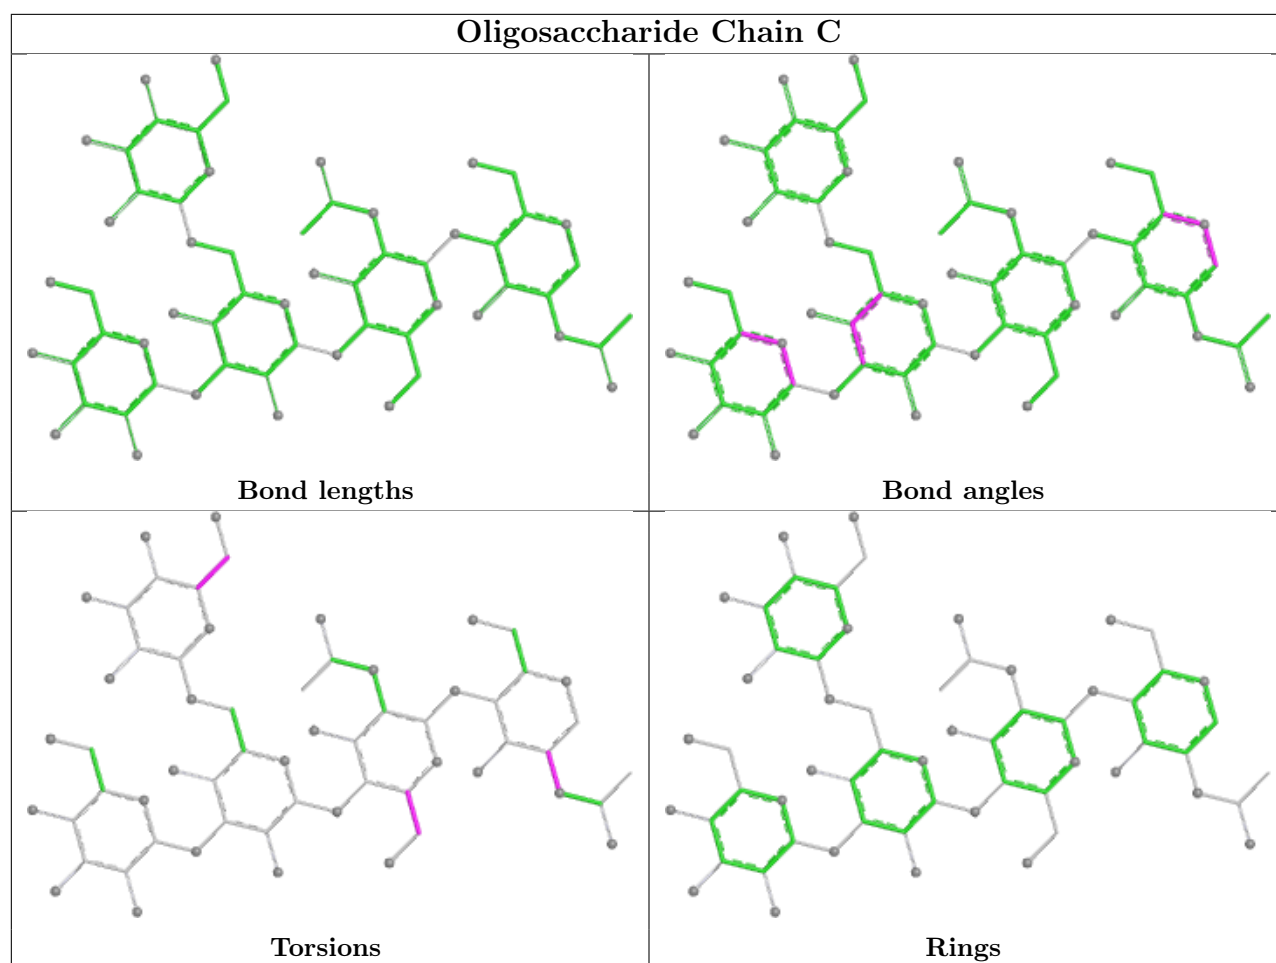 Oligosaccharide Chain C
Bond lengths
Bond angles
Torsions
Rings